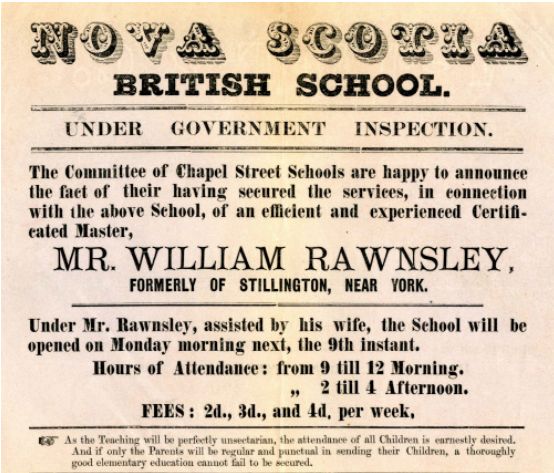 NOVA SCOTIA
BRITISH SCHOOL.
UNDER GOVERNMENT INSPECTION.
The Committee of Chapel Street Schools are happy to announce
the fact of their having secured the services, in connection
with the above School, of an efficient and experienced Certifi-
cated Master,
MR. WILLIAM RAWNSLEY,
FORMERLY OF STILLINGTON, NEAR YORK.
Under Mr. Rawnsley, assisted by his wife, the School will be
opened on Monday morning next, the 9th instant.
Hours of Attendance: from 9 till 12 Morning.
„ 2 till 4 Afternoon.
FEES: 2d., 3d., and 4d, per week,
☞ As the Teaching will be perfectly unsectarian, the attendance of all Children is earnestly desired.
And if only the Parents will be regular and punctual in sending their Children, a thoroughly
good elementary education cannot fail to be secured.